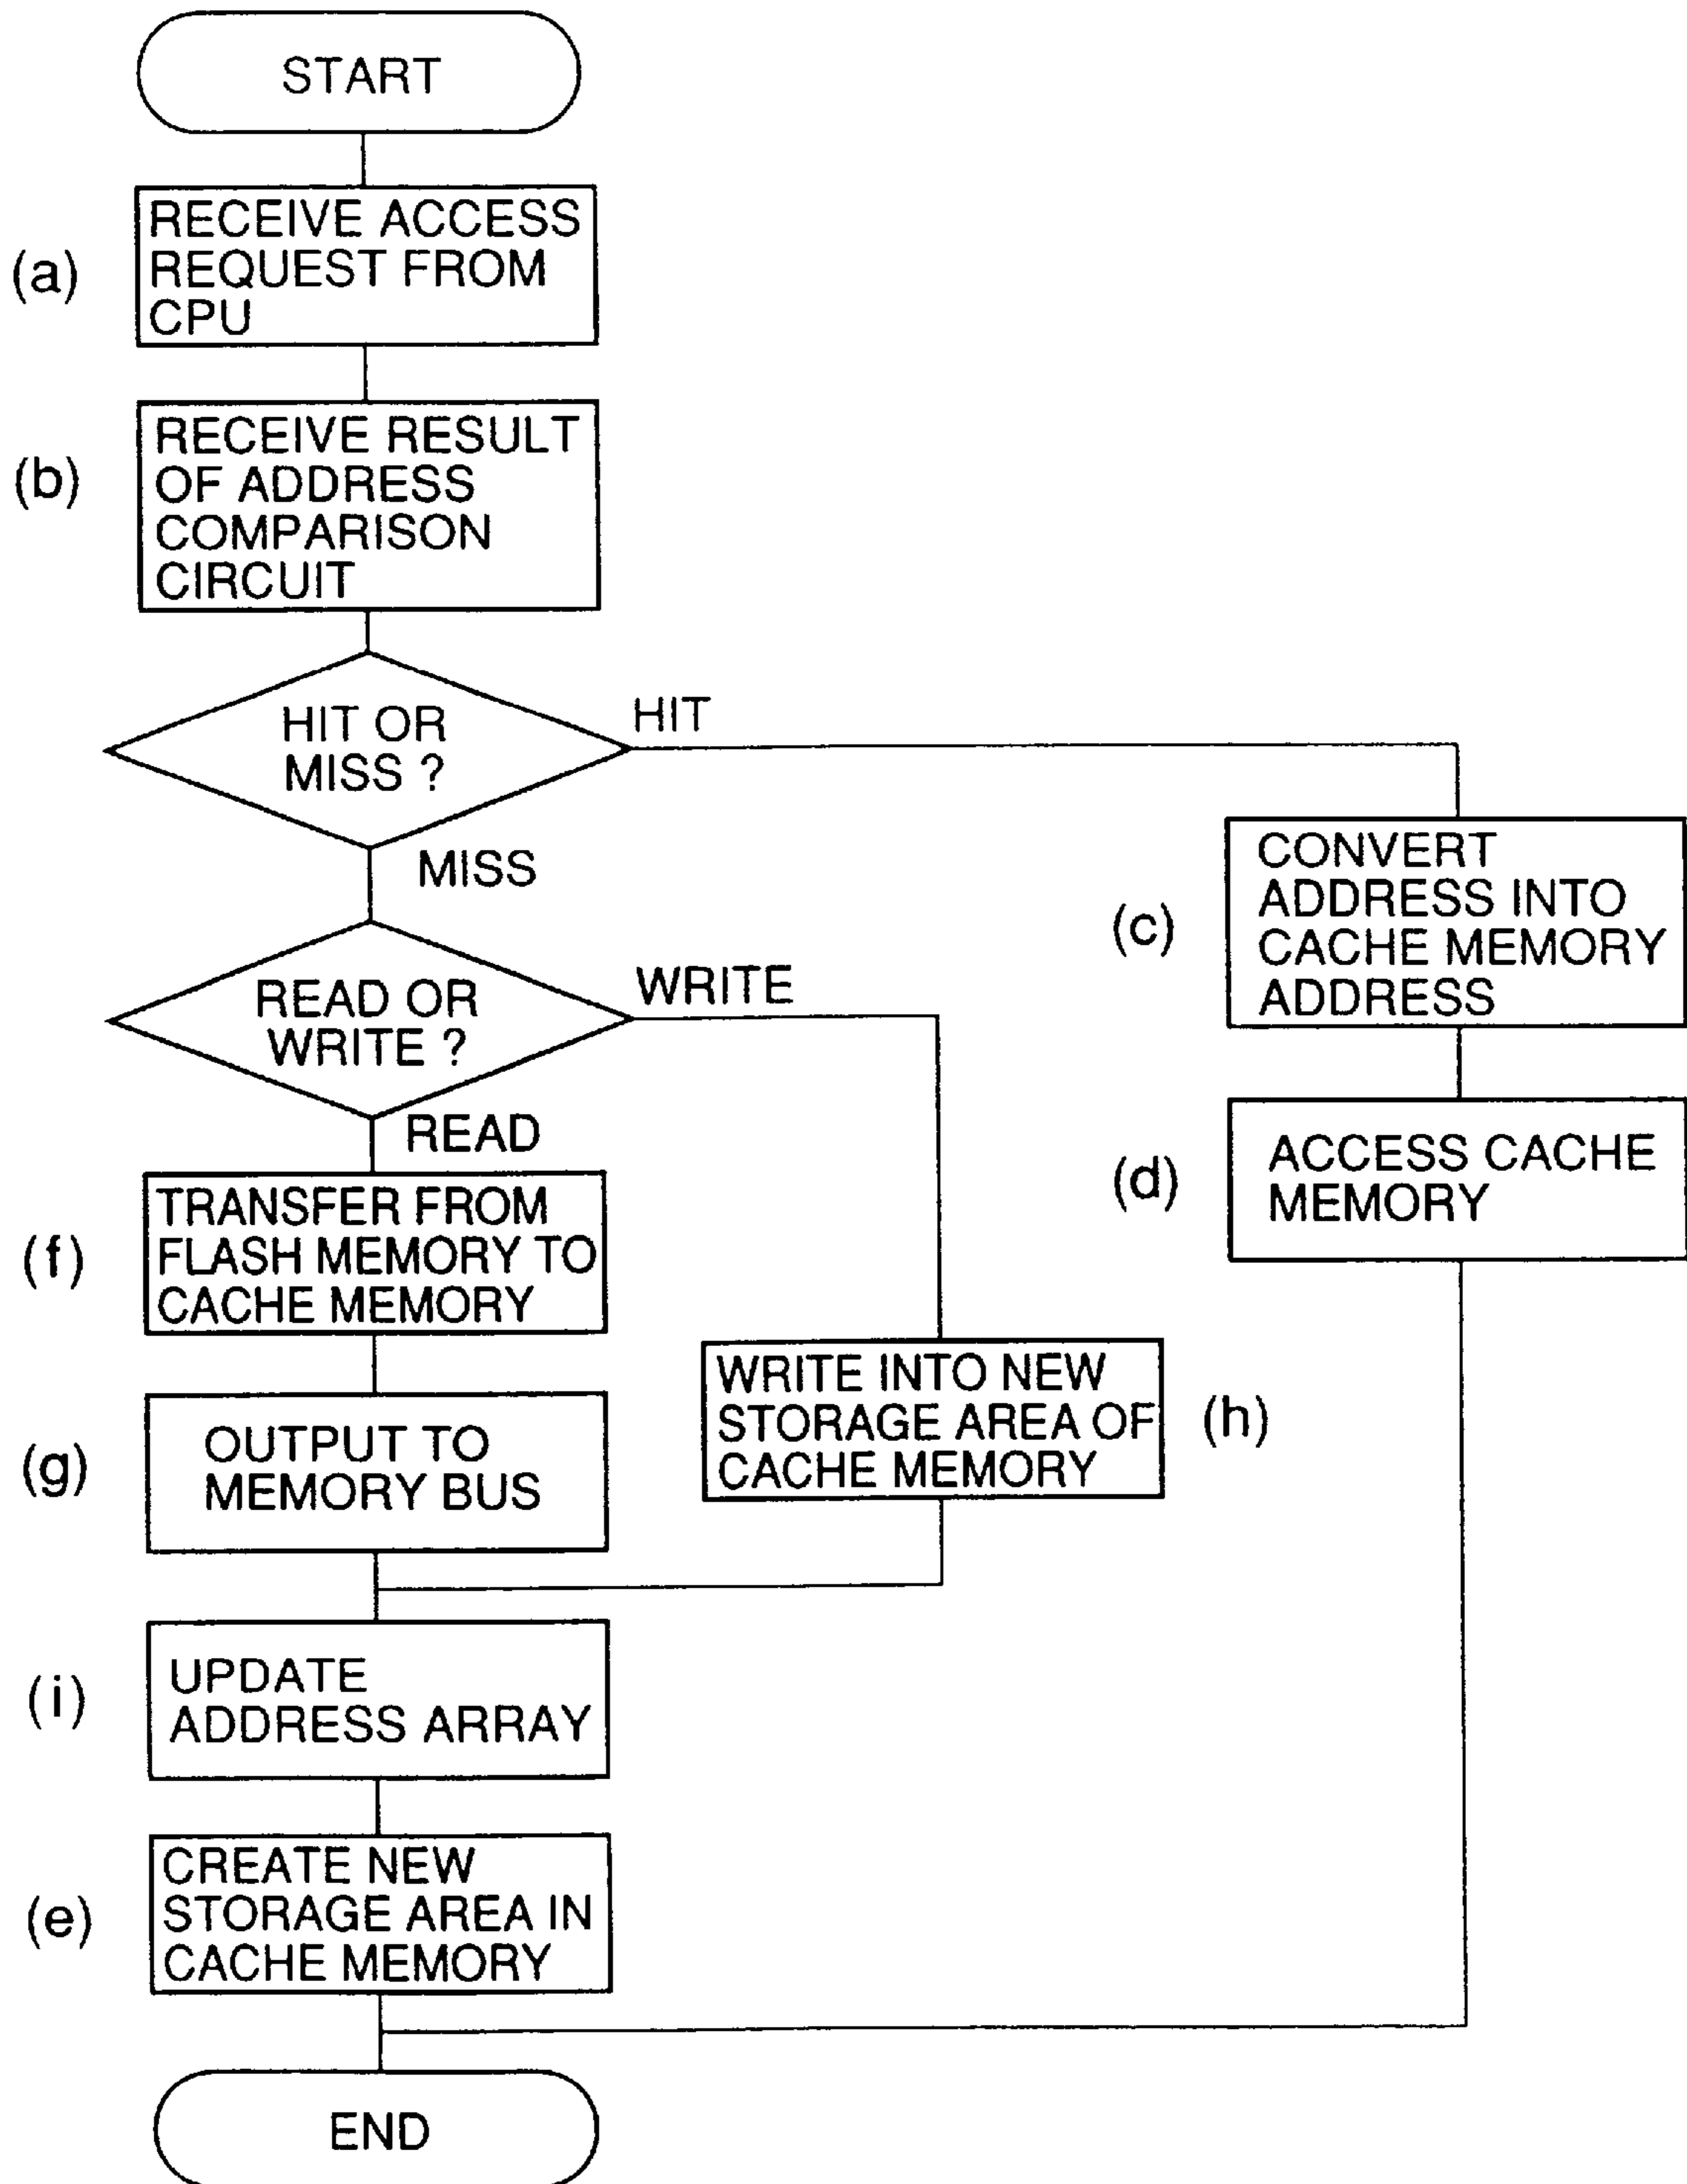 START
(a)
RECEIVE ACCESS
REQUEST FROM
CPU
(b)
RECEIVE RESULT
OF ADDRESS
COMPARISON
CIRCUIT
HIT OR
MISS ?
HIT
MISS
(c)
CONVERT
ADDRESS INTO
CACHE MEMORY
ADDRESS
READ OR
WRITE ?
WRITE
READ
(d)
ACCESS CACHE
MEMORY
(f)
TRANSFER FROM
FLASH MEMORY TO
CACHE MEMORY
WRITE INTO NEW
STORAGE AREA OF
CACHE MEMORY
(h)
(g)
OUTPUT TO
MEMORY BUS
(i)
UPDATE
ADDRESS ARRAY
(e)
CREATE NEW
STORAGE AREA IN
CACHE MEMORY
END